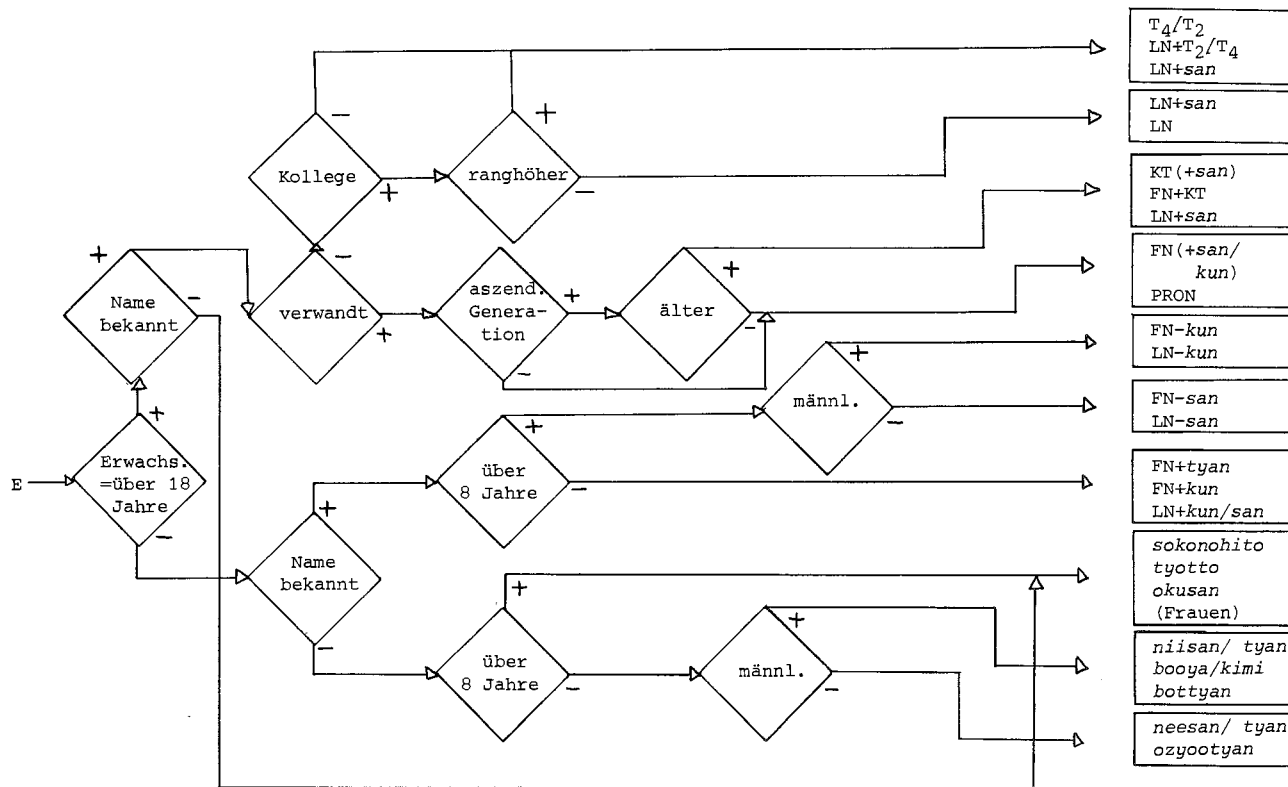 T4/T2
LN+T2/T4
LN+san
+
−
Kollege
+
ranghöher
−
LN+san
LN
KT(+san)
FN+KT
LN+san
+
Name
bekannt
−
−
verwandt
+
aszend.
Genera-
tion
+
−
älter
+
−
FN(+san/
kun)
PRON
männl.
+
−
FN-kun
LN-kun
FN-san
LN-san
E
Erwachs.
=über 18
Jahre
+
−
über
8 Jahre
+
−
FN+tyan
FN+kun
LN+kun/san
Name
bekannt
+
−
sokonohito
tyotto
okusan
(Frauen)
über
8 Jahre
+
−
männl.
+
−
niisan/ tyan
booya/kimi
bottyan
neesan/ tyan
ozyootyan